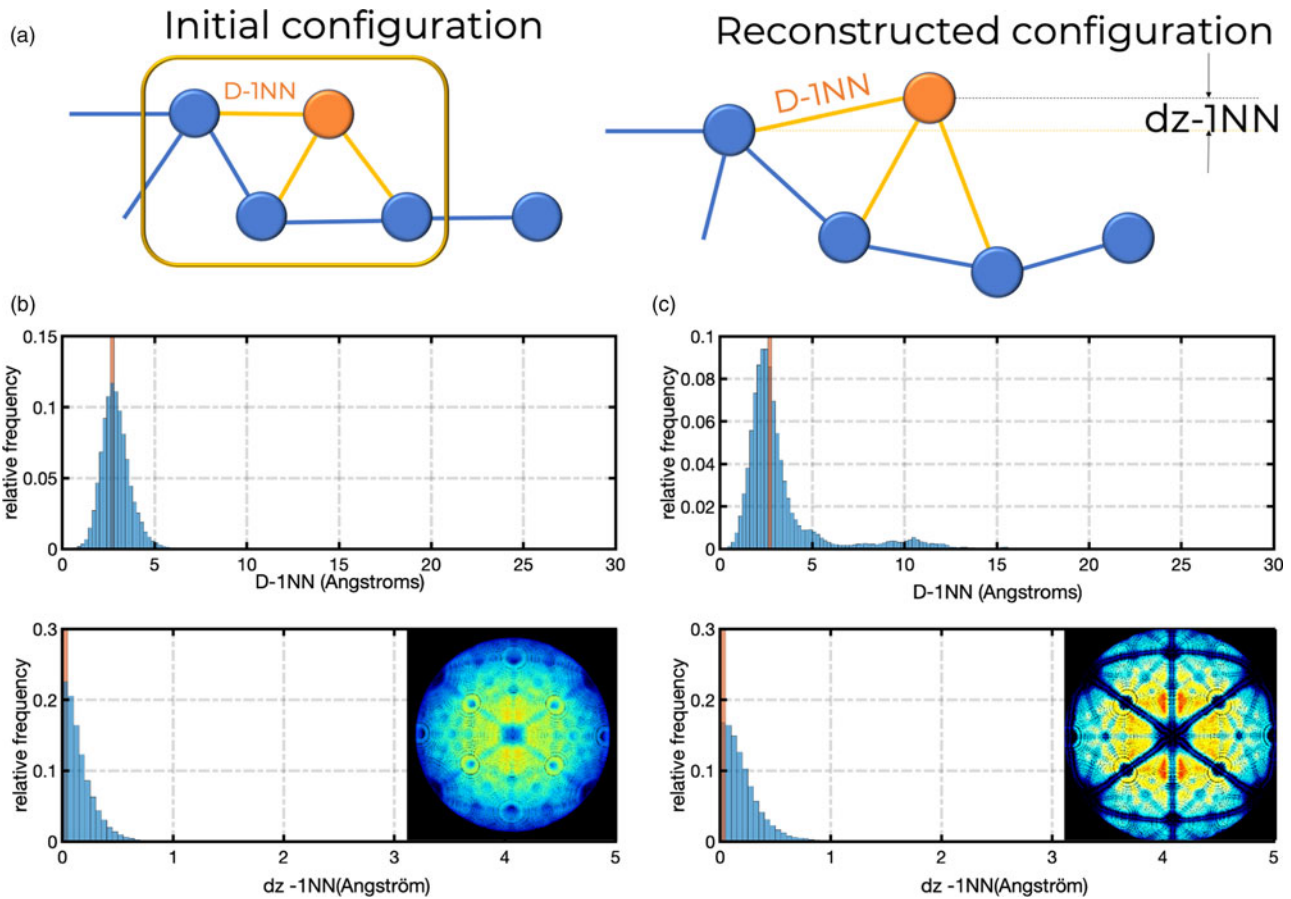 (a)
Initial configuration
Reconstructed configuration
D-1NN
D-1NN
dz-1NN
(b)
(c)
relative frequency
0.15
0.1
0.05
0
0 5 10 15 20 25 30
D-1NN (Angstroms)
relative frequency
0.1
0.08
0.06
0.04
0.02
0
0 5 10 15 20 25 30
D-1NN (Angstroms)
relative frequency
0.3
0.2
0.1
0
0 1 2 3 4 5
dz -1NN(Angström)
relative frequency
0.3
0.2
0.1
0
0 1 2 3 4 5
dz -1NN(Angström)